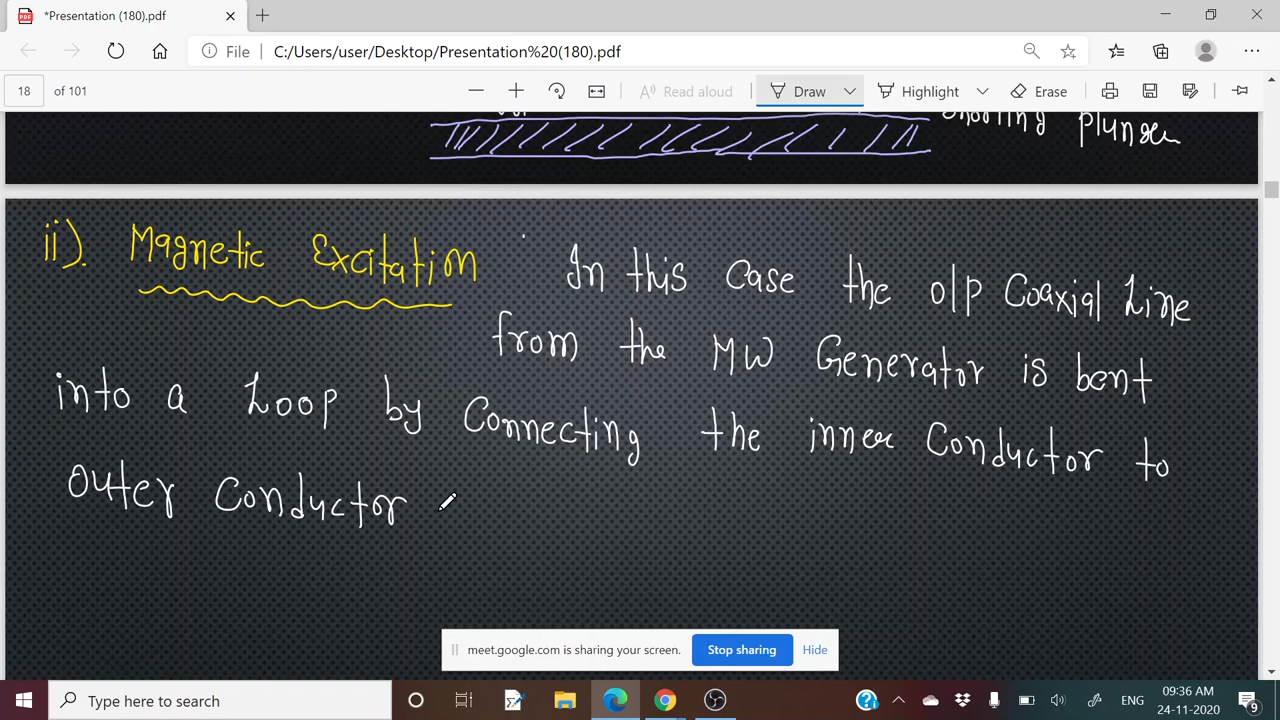 *Presentation (180).pdf
File C:/Users/user/Desktop/Presentation%20(180).pdf
18 of 101 Read aloud Draw Highlight Erase
shorting plunger
ii). Magnetic Excitation : In this case the o/p Coaxial Line
from the MW Generator is bent
into a Loop by Connecting the inner Conductor to
outer Conductor
meet.google.com is sharing your screen. Stop sharing Hide
Type here to search
ENG
09:36 AM
24-11-2020
9